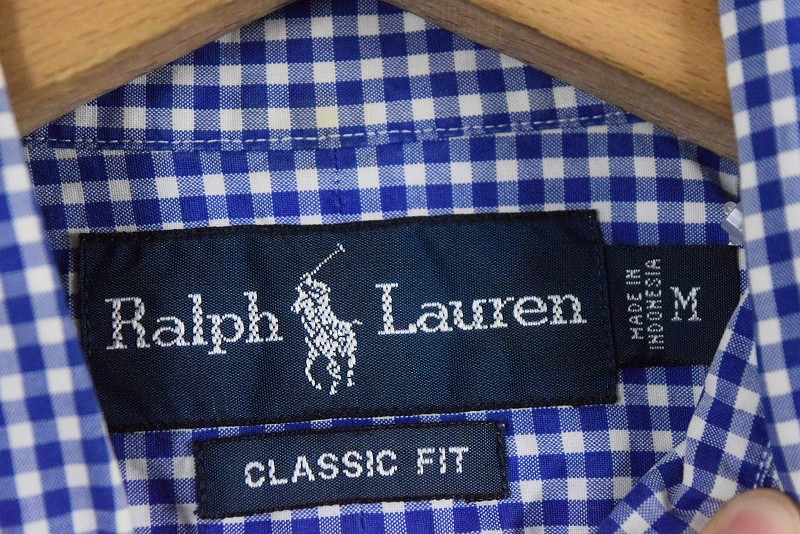 Ralph Lauren
MADE IN
INDONESIA
M
CLASSIC FIT